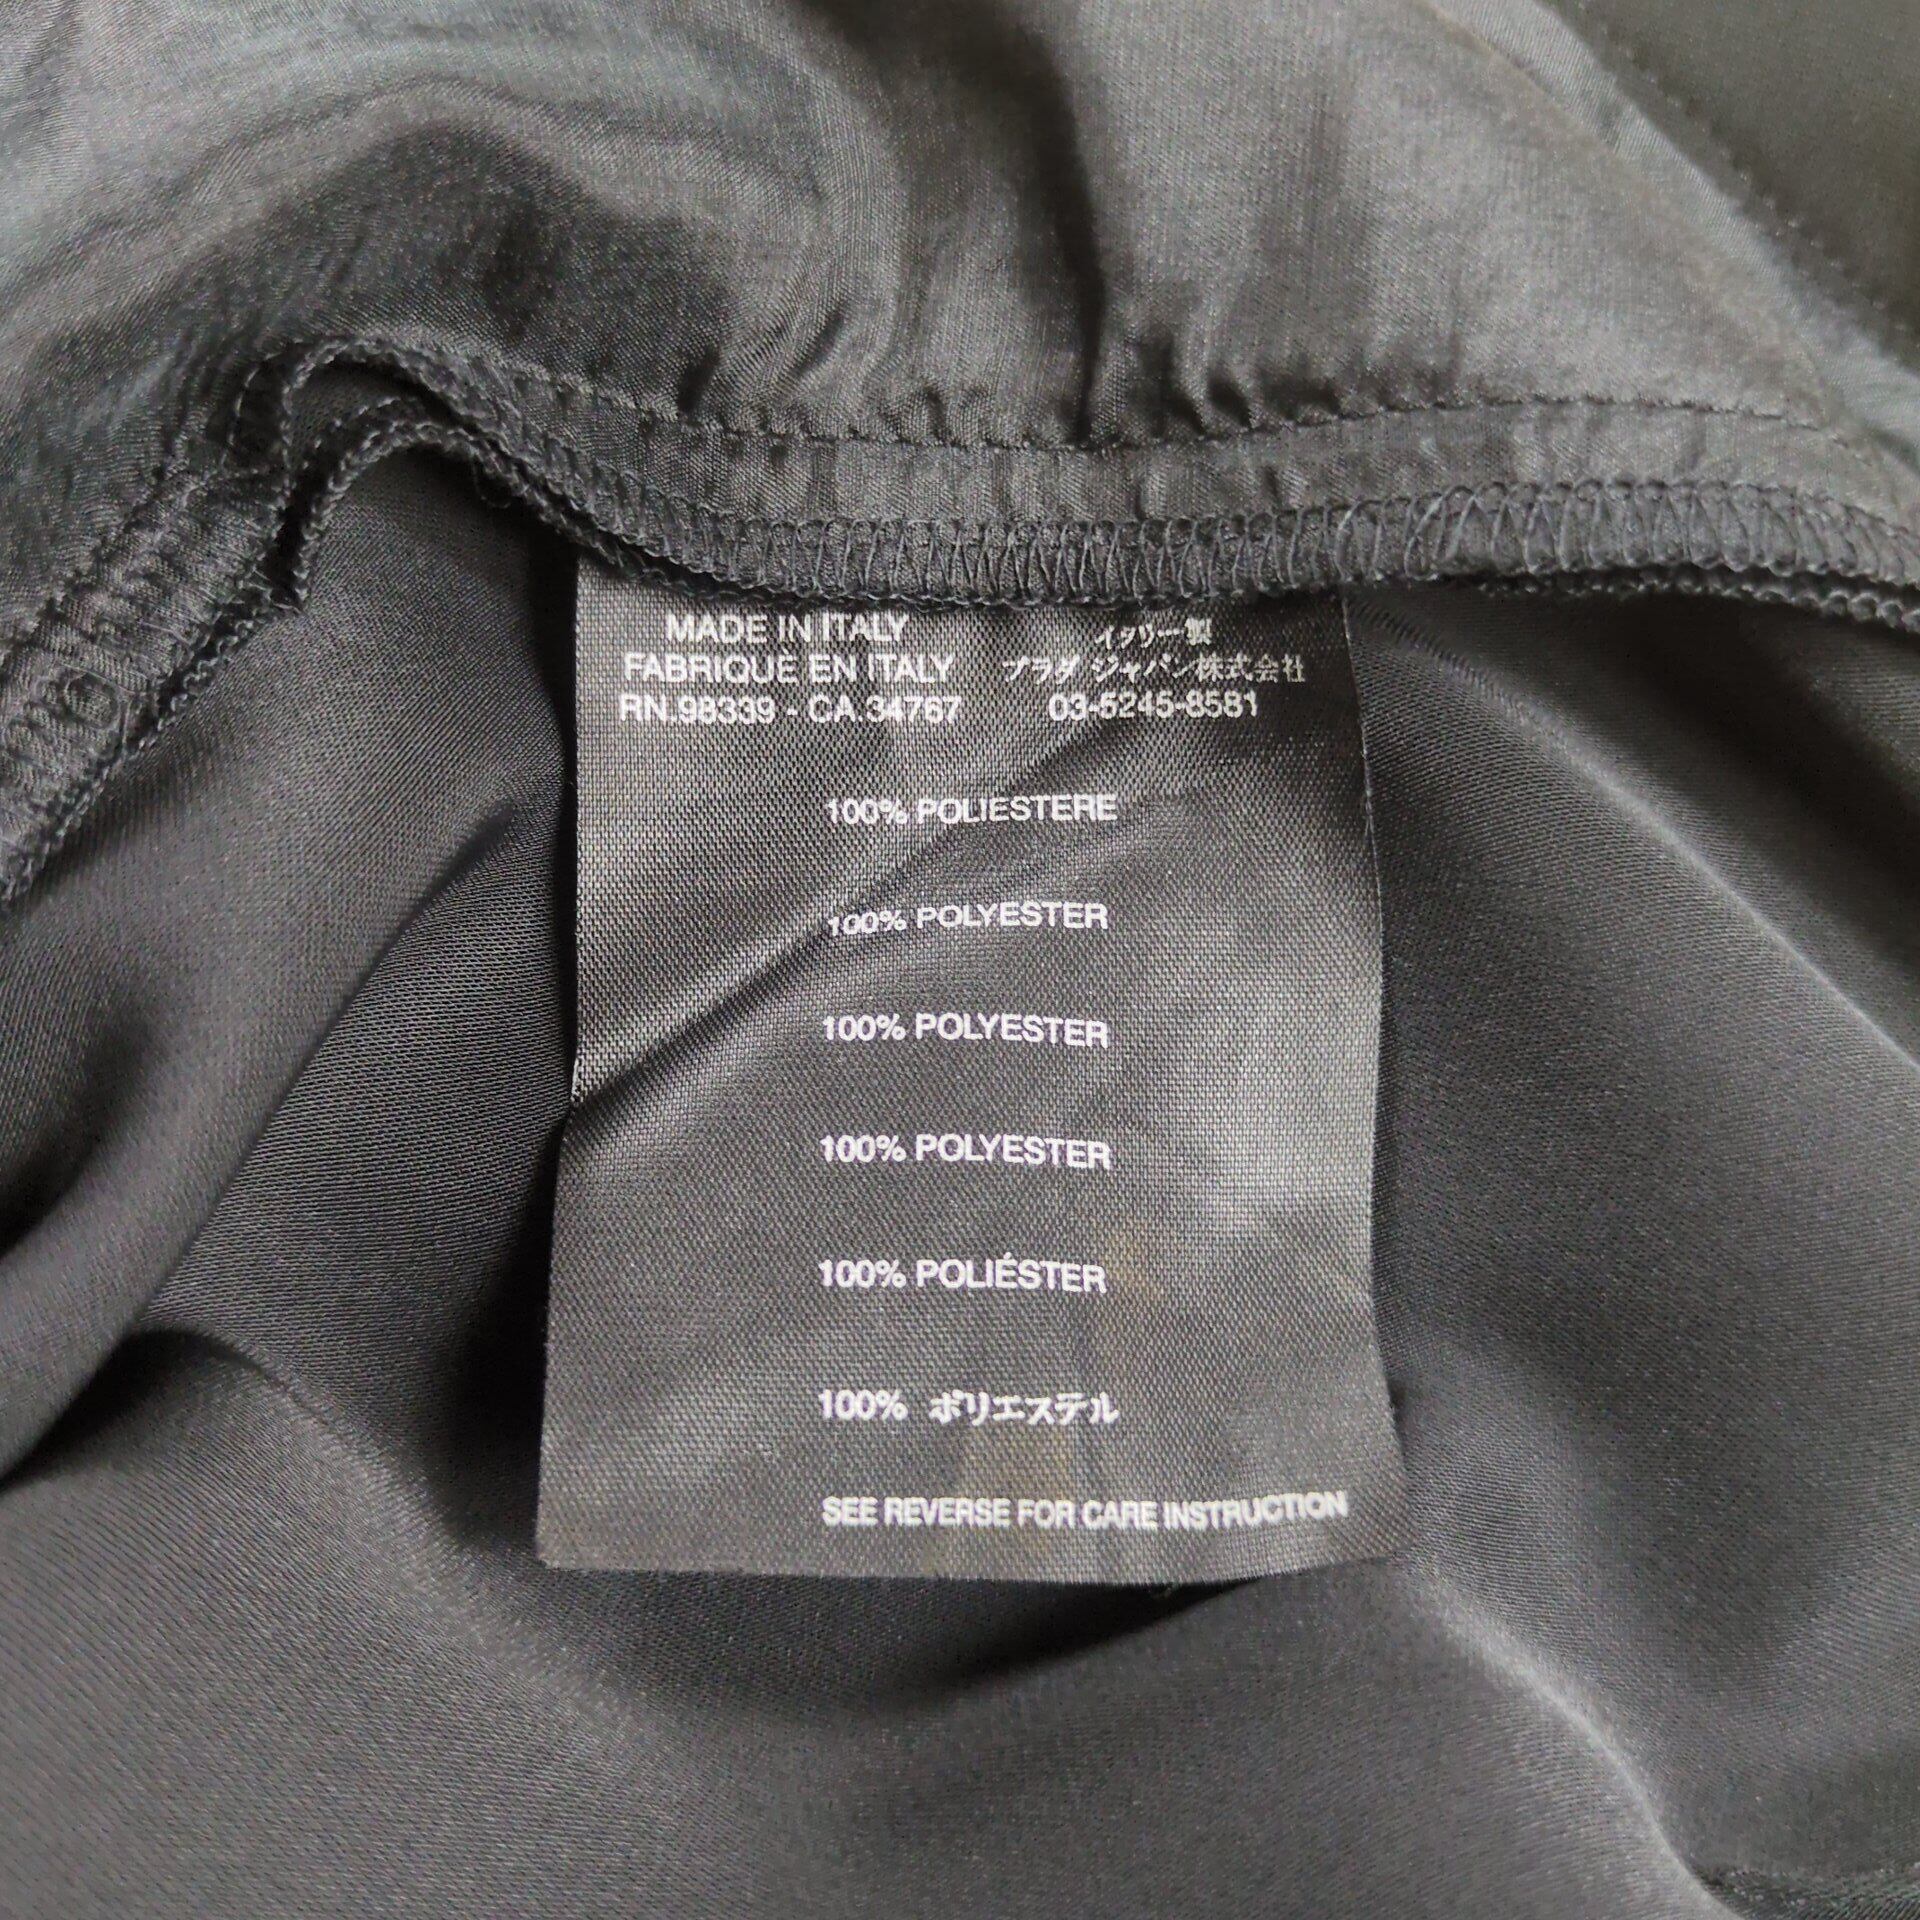 MADE IN ITALY
FABRIQUÉ EN ITALY
RN.98339 - CA.34767
イタリー製
プラダ ジャパン株式会社
03-5245-8581
100% POLIESTERE
100% POLYESTER
100% POLYESTER
100% POLYESTER
100% POLIÉSTER
100% ポリエステル
SEE REVERSE FOR CARE INSTRUCTION